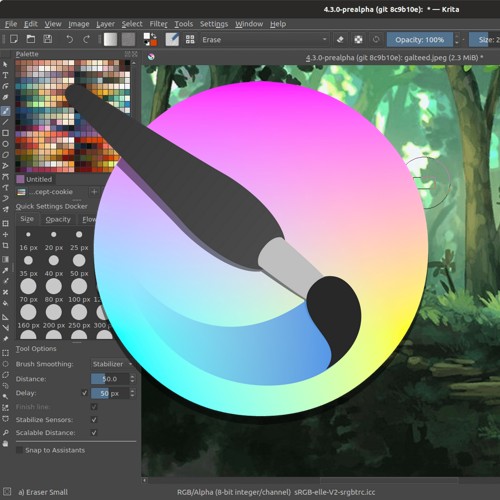 4.3.0-prealpha (git 8c9b10e):  * — Krita
File Edit View Image Layer Select Filter Tools Settings Window Help
Erase Opacity: 100% Size: 2
Palette
4.3.0-prealpha (git 8c9b10e): galteed.jpeg (2.3 MiB) *
Untitled
...cept-cookie
Quick Settings Docker
Size Opacity Flow
16 px 20 px 25 px
35 px 40 px 50 px
70 px 80 px 100 px
160 px 200 px 250 px 300
Tool Options
Brush Smoothing: Stabilizer
Distance: 50.0
Delay: 50 px
Finish line:
Stabilize Sensors:
Scalable Distance:
Snap to Assistants
a) Eraser Small
RGB/Alpha (8-bit integer/channel) sRGB-elle-V2-srgbtrc.icc